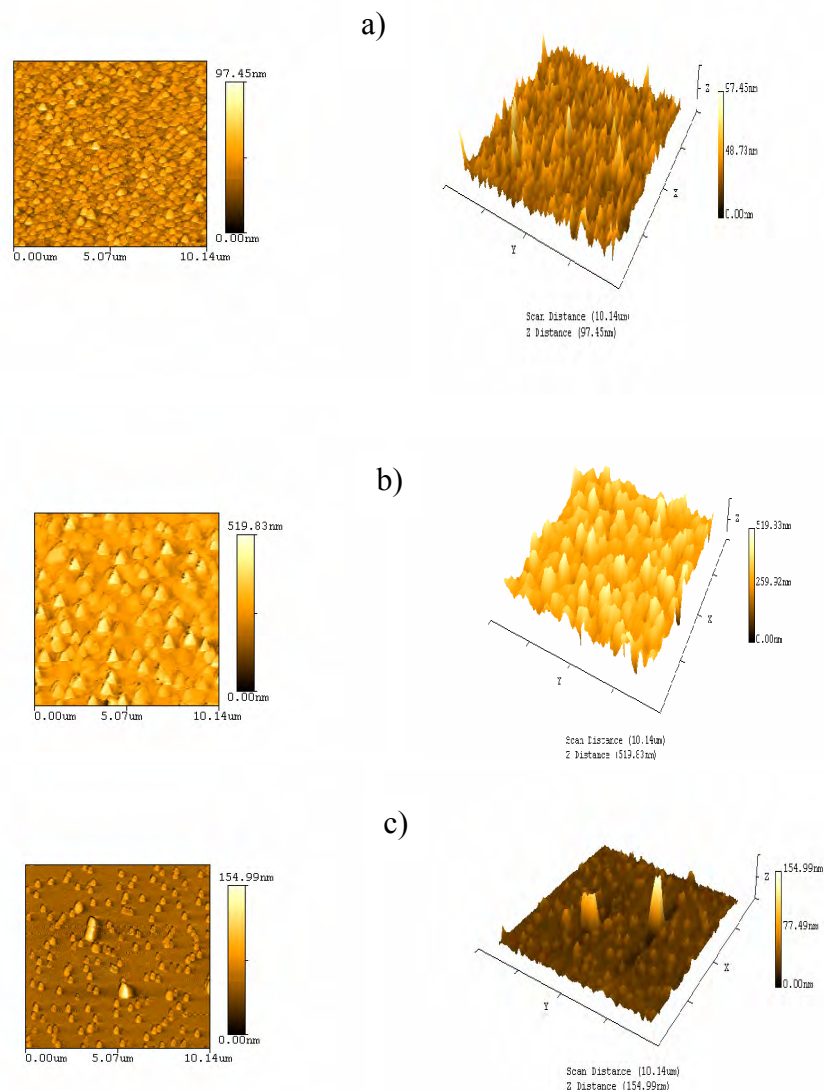 a)
97.45nm
0.00nm
0.00um 5.07um 10.14um
Z
57.45nm
48.73nm
0.00nm
Z
Y
Scan Distance (10.14um)
Z Distance (97.45nm)
b)
519.83nm
0.00nm
0.00um 5.07um 10.14um
Z
519.33nm
259.92nm
0.00nm
X
Y
Scan Distance (10.14um)
Z Distance (519.83nm)
c)
154.99nm
0.00nm
0.00um 5.07um 10.14um
Z
154.99nm
77.49nm
0.00nm
X
Y
Scan Distance (10.14um)
Z Distance (154.99nm)